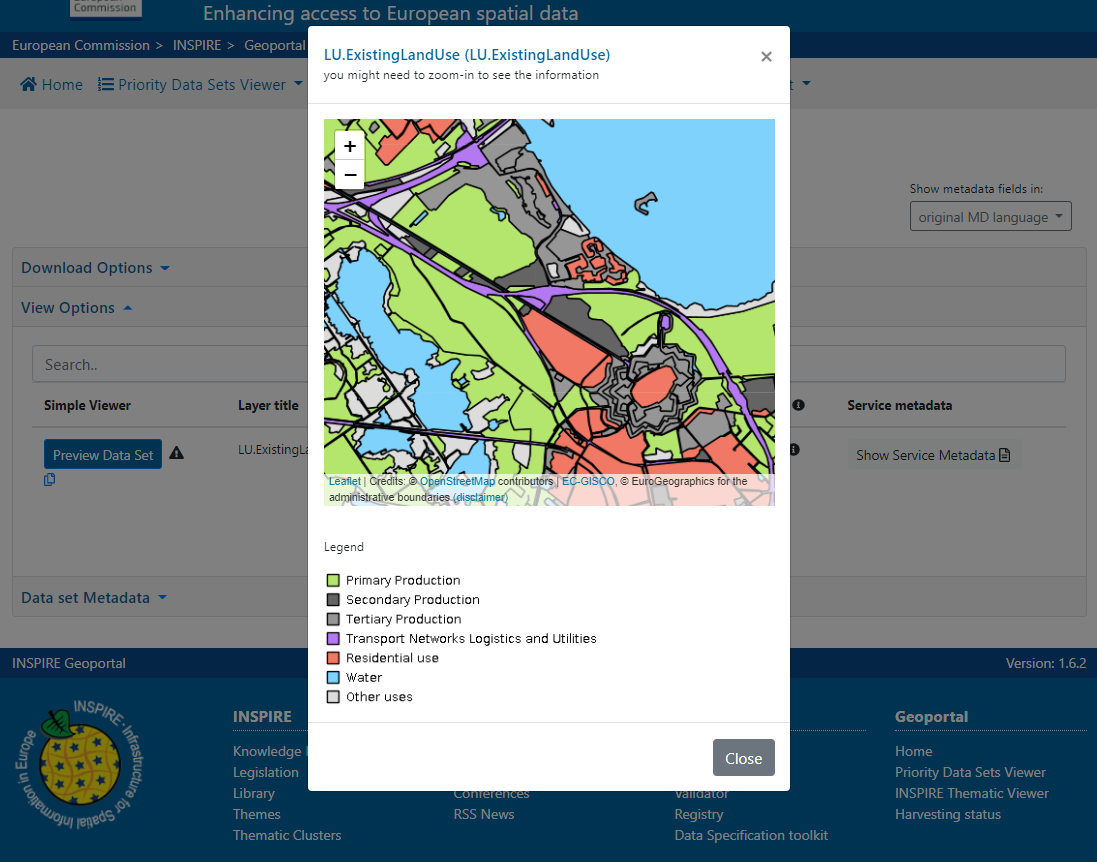 Commission
Enhancing access to European spatial data
European Commission > INSPIRE > Geoportal
Home Priority Data Sets Viewer
LU.ExistingLandUse (LU.ExistingLandUse)
×
you might need to zoom-in to see the information
+
−
Show metadata fields in:
original MD language
Download Options
View Options
Search..
Simple Viewer Layer title Service metadata
Preview Data Set LU.ExistingLa Show Service Metadata
Leaflet | Credits: © OpenStreetMap contributors | EC-GISCO, © EuroGeographics for the
administrative boundaries (disclaimer)
Legend
Primary Production
Secondary Production
Tertiary Production
Transport Networks Logistics and Utilities
Residential use
Water
Other uses
Data set Metadata
Close
INSPIRE Geoportal Version: 1.6.2
INSPIRE - Infrastructure for Spatial Information in Europe
INSPIRE
Knowledge
Legislation
Library
Themes
Thematic Clusters
Conferences
RSS News
Validator
Registry
Data Specification toolkit
Geoportal
Home
Priority Data Sets Viewer
INSPIRE Thematic Viewer
Harvesting status